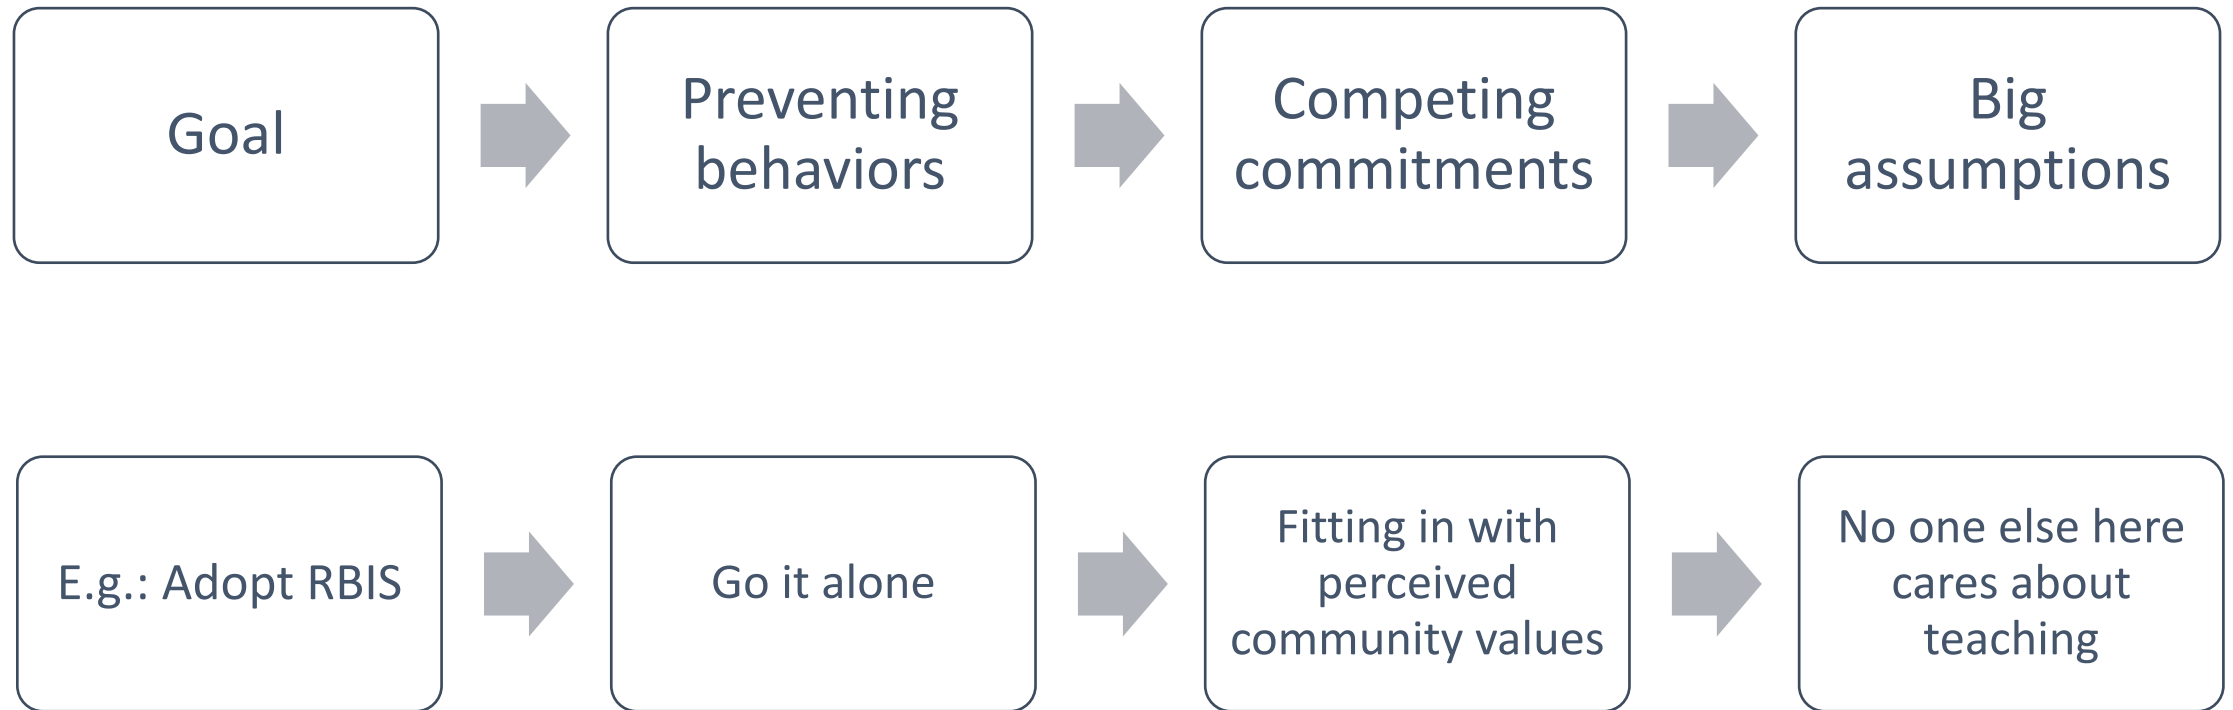 Goal
Preventing
behaviors
Competing
commitments
Big
assumptions
E.g.: Adopt RBIS
Go it alone
Fitting in with
perceived
community values
No one else here
cares about
teaching